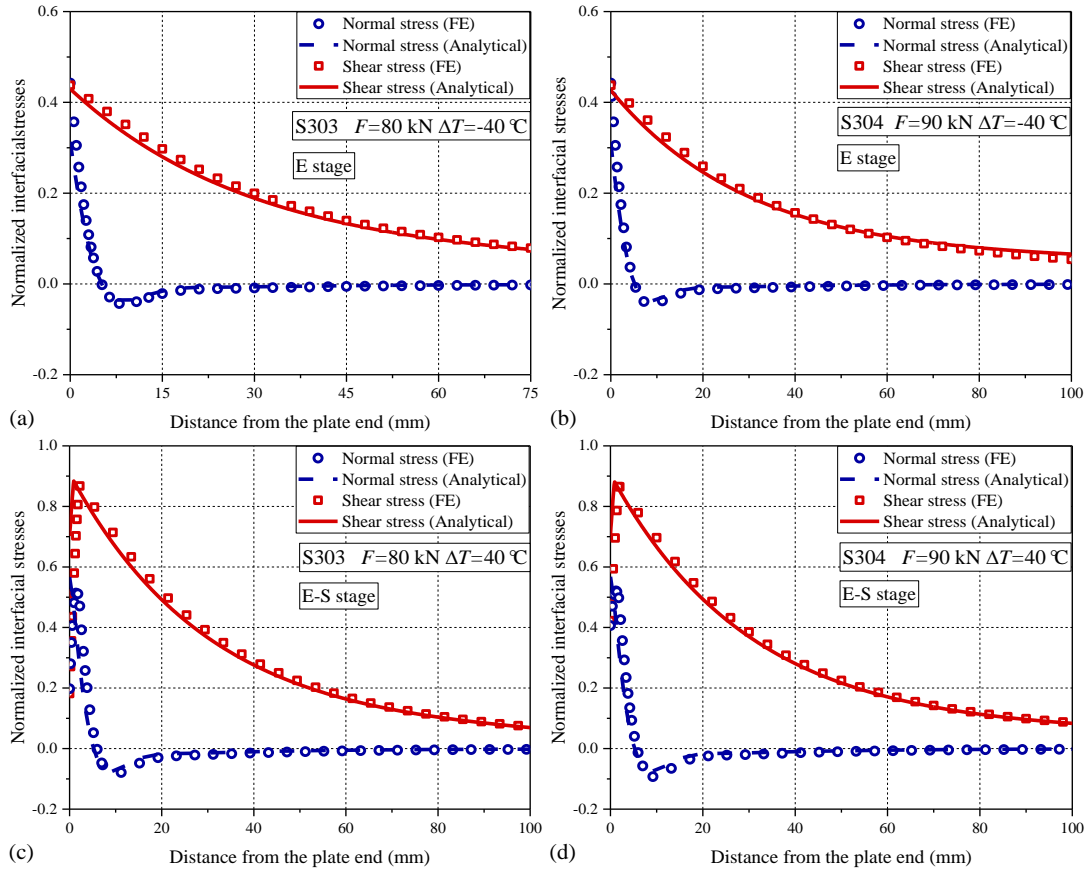 0.6
0.4
0.2
0.0
-0.2
Normalized interfacialstresses
Normal stress (FE)
Normal stress (Analytical)
Shear stress (FE)
Shear stress (Analytical)
S303 F=80 kN ΔT=-40 ℃
E stage
0 15 30 45 60 75
(a) Distance from the plate end (mm)
0.6
0.4
0.2
0.0
-0.2
Normalized interfacial stresses
Normal stress (FE)
Normal stress (Analytical)
Shear stress (FE)
Shear stress (Analytical)
S304 F=90 kN ΔT=-40 ℃
E stage
0 20 40 60 80 100
(b) Distance from the plate end (mm)
1.0
0.8
0.6
0.4
0.2
0.0
-0.2
Normalized interfacial stresses
Normal stress (FE)
Normal stress (Analytical)
Shear stress (FE)
Shear stress (Analytical)
S303 F=80 kN ΔT=40 ℃
E-S stage
0 20 40 60 80 100
(c) Distance from the plate end (mm)
1.0
0.8
0.6
0.4
0.2
0.0
-0.2
Normalized interfacial stresses
Normal stress (FE)
Normal stress (Analytical)
Shear stress (FE)
Shear stress (Analytical)
S304 F=90 kN ΔT=40 ℃
E-S stage
0 20 40 60 80 100
(d) Distance from the plate end (mm)